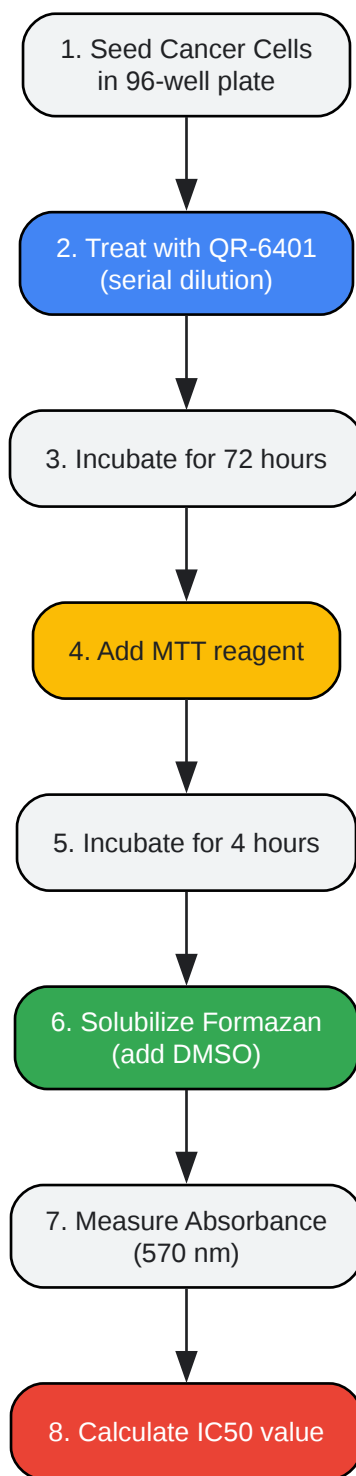 1. Seed Cancer Cells
in 96-well plate
2. Treat with QR-6401
(serial dilution)
3. Incubate for 72 hours
4. Add MTT reagent
5. Incubate for 4 hours
6. Solubilize Formazan
(add DMSO)
7. Measure Absorbance
(570 nm)
8. Calculate IC50 value